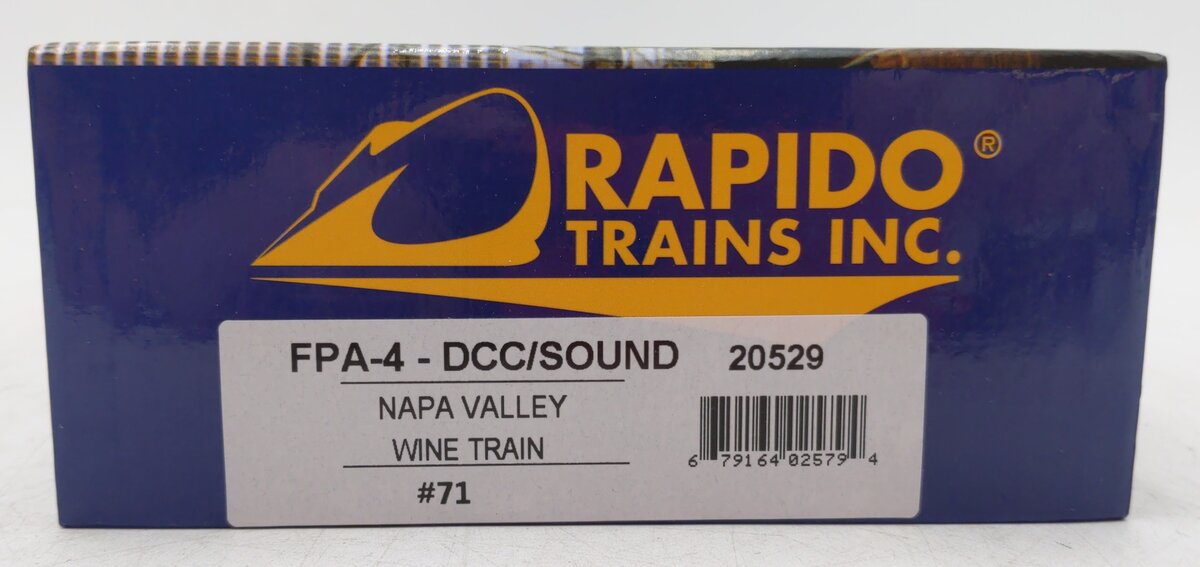 RAPIDO®
TRAINS INC.
FPA-4 - DCC/SOUND 20529
NAPA VALLEY
WINE TRAIN
#71
6 79164 02579 4